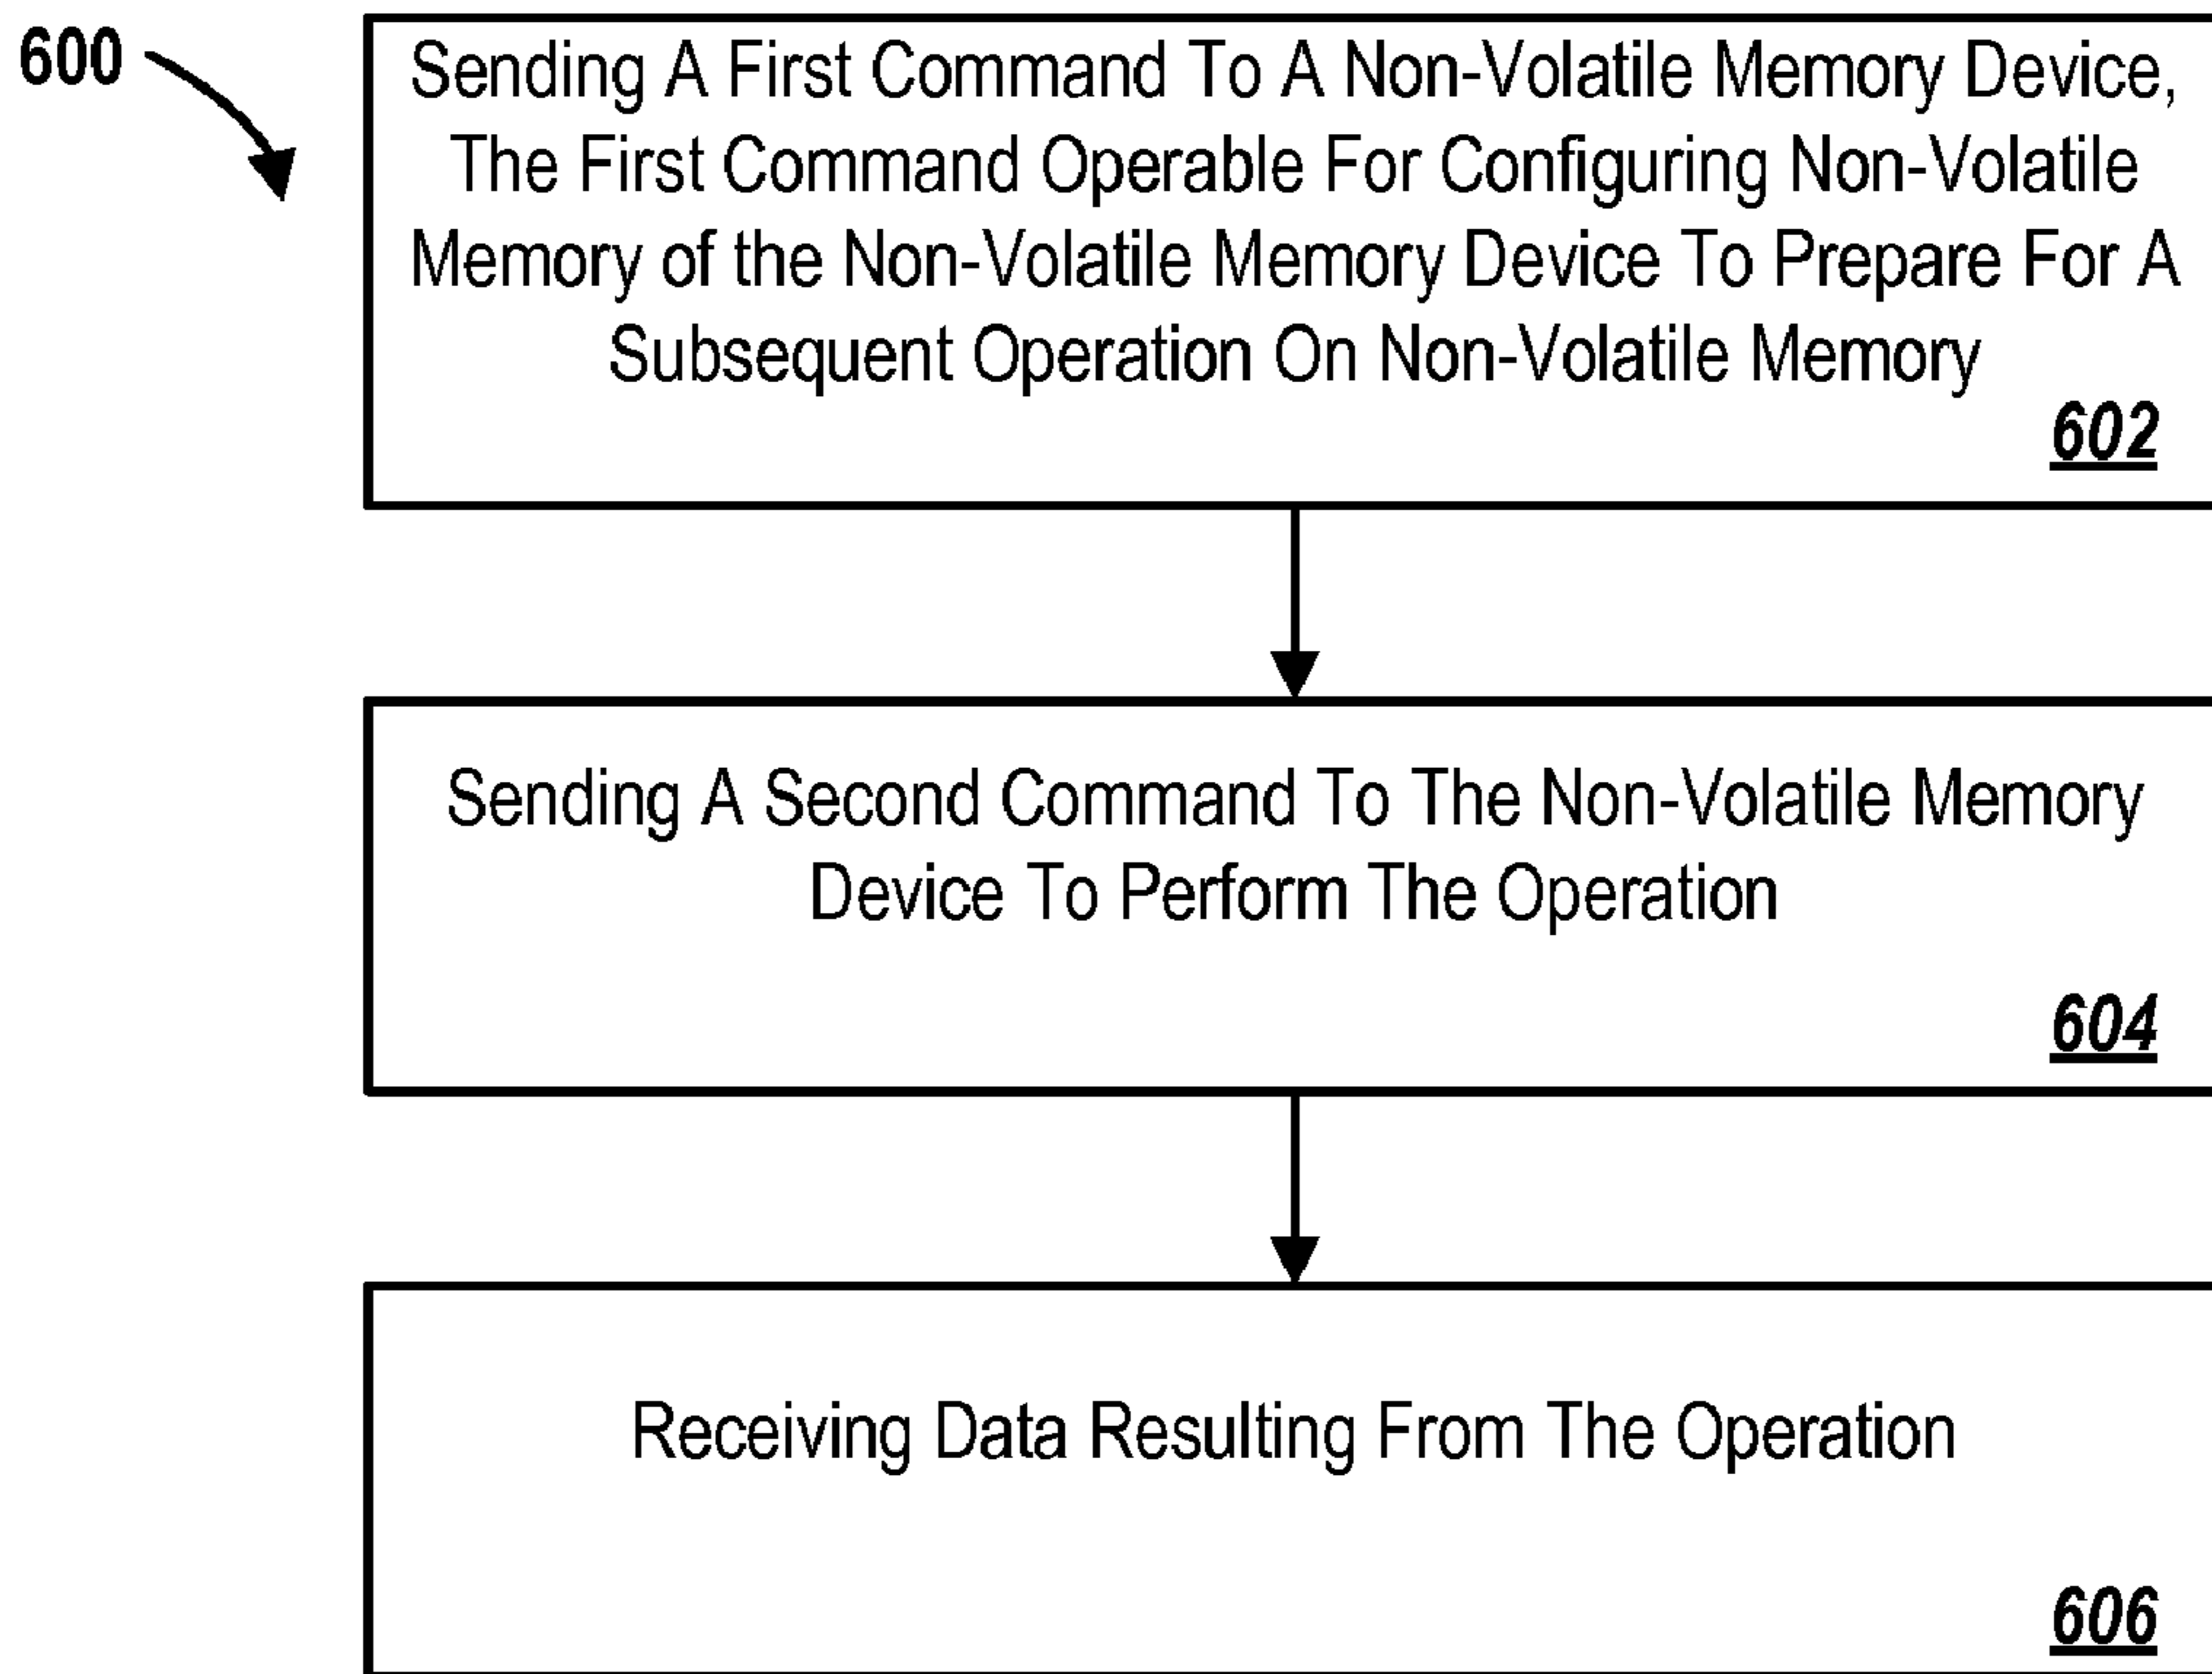 600
Sending A First Command To A Non-Volatile Memory Device,
The First Command Operable For Configuring Non-Volatile
Memory of the Non-Volatile Memory Device To Prepare For A
Subsequent Operation On Non-Volatile Memory
602
Sending A Second Command To The Non-Volatile Memory
Device To Perform The Operation
604
Receiving Data Resulting From The Operation
606